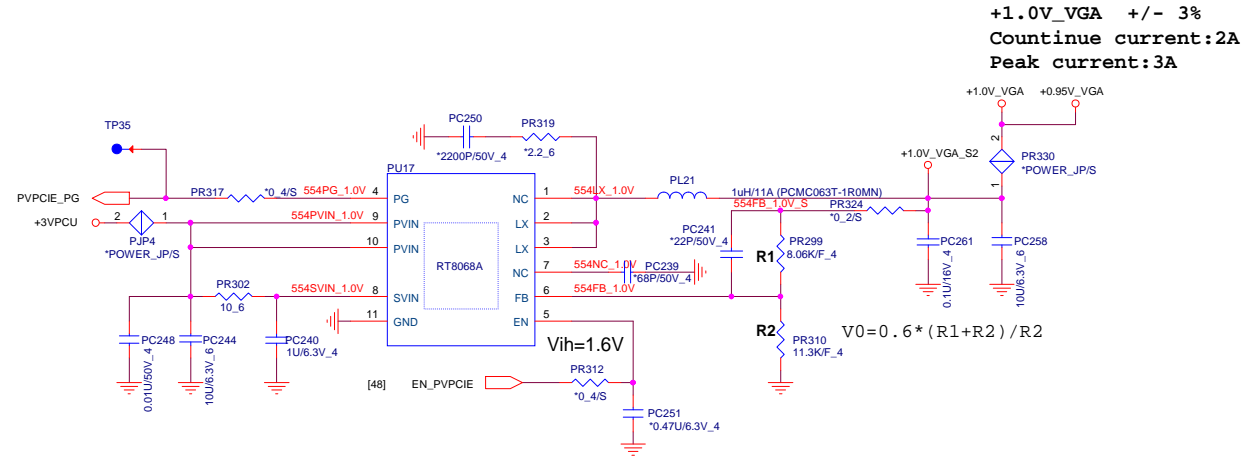 +1.0V_VGA +/- 3%
Countinue current:2A
Peak current:3A
+1.0V_VGA
+0.95V_VGA
TP35
PC250
PR319
*2200P/50V_4
*2.2_6
PU17
+1.0V_VGA_S2
2
PR330
*POWER_JP/S
1
PVPCIE_PG
PR317
*0_4/S
554PG_1.0V
4
PG
NC
1
554LX_1.0V
PL21
1uH/11A (PCMC063T-1R0MN)
+3VPCU
2
1
PJP4
*POWER_JP/S
554PVIN_1.0V
9
PVIN
LX
2
554FB_1.0V_S
PR324
*0_2/S
10
PVIN
LX
3
PC241
*22P/50V_4
R1
PR299
8.06K/F_4
PC261
0.1U/16V_4
PC258
10U/6.3V_6
RT8068A
NC
7
554NC_1.0V
PC239
*68P/50V_4
PR302
10_6
554SVIN_1.0V
8
SVIN
FB
6
554FB_1.0V
11
GND
EN
5
R2
PR310
11.3K/F_4
V0=0.6*(R1+R2)/R2
PC248
0.01U/50V_4
PC244
10U/6.3V_6
PC240
1U/6.3V_4
Vih=1.6V
[48]
EN_PVPCIE
PR312
*0_4/S
PC251
*0.47U/6.3V_4